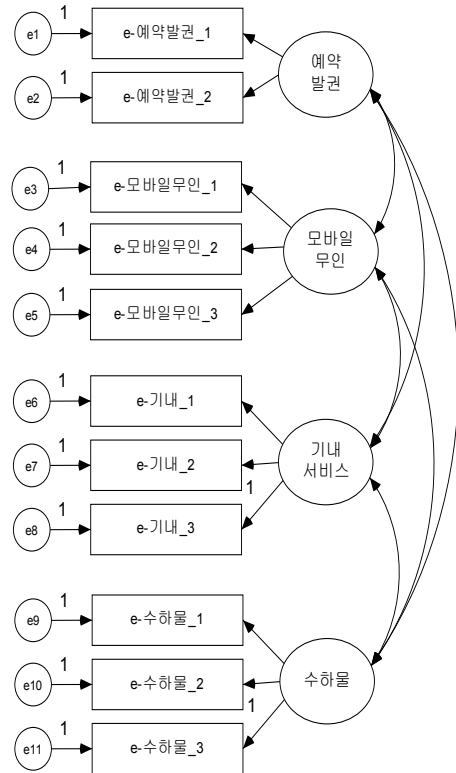 e1
1
e-예약발권_1
예약
발권
e2
1
e-예약발권_2
e3
1
e-모바일무인_1
e4
1
e-모바일무인_2
모바일
무인
e5
1
e-모바일무인_3
e6
1
e-기내_1
e7
1
e-기내_2
1
기내
서비스
e8
1
e-기내_3
e9
1
e-수하물_1
e10
1
e-수하물_2
1
수하물
e11
1
e-수하물_3